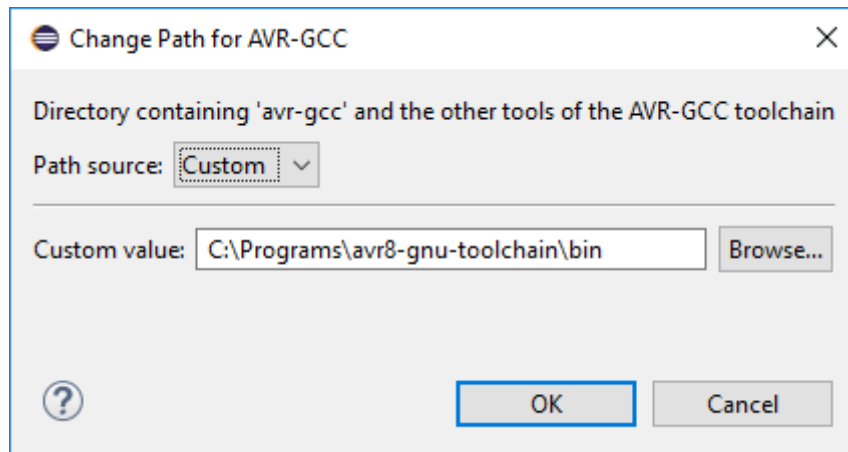 Change Path for AVR-GCC
Directory containing 'avr-gcc' and the other tools of the AVR-GCC toolchain
Path source: Custom
Custom value: C:\Programs\avr8-gnu-toolchain\bin Browse...
? OK Cancel